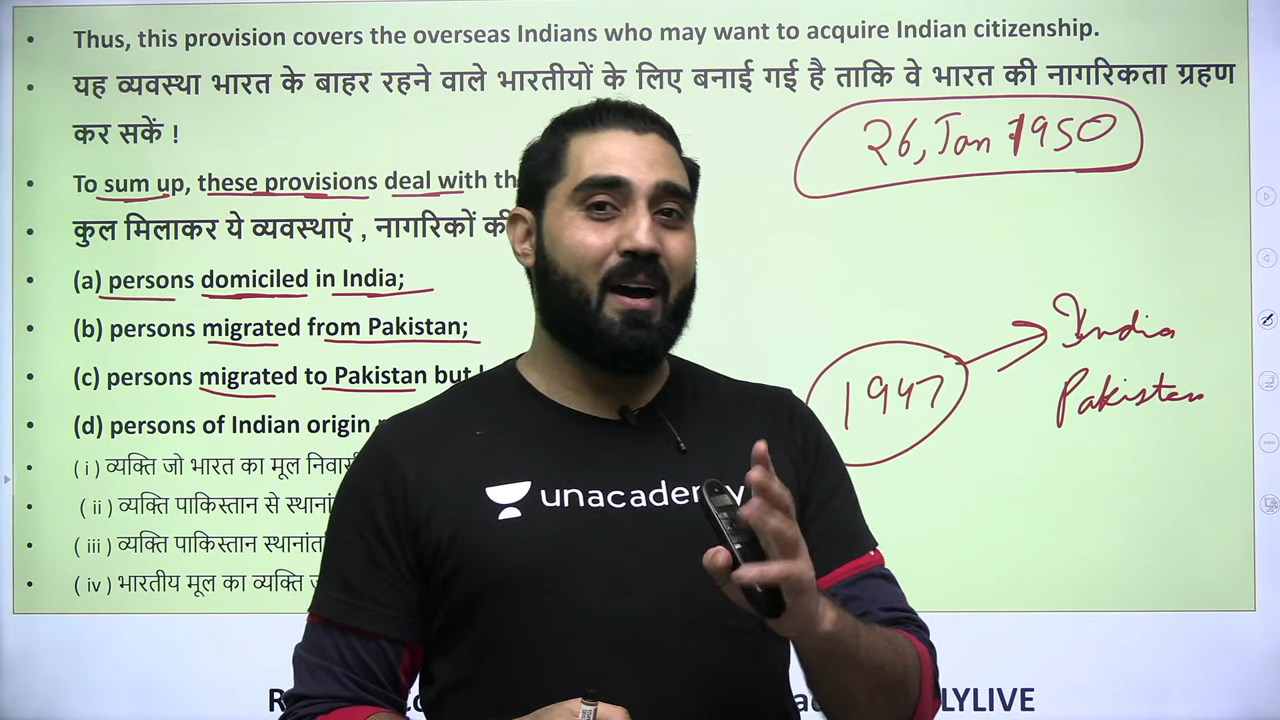 Thus, this provision covers the overseas Indians who may want to acquire Indian citizenship.
यह व्यवस्था भारत के बाहर रहने वाले भारतीयों के लिए बनाई गई है ताकि वे भारत की नागरिकता ग्रहण
कर सकें !
26, Jan 1950
To sum up, these provisions deal with
कुल मिलाकर ये व्यवस्थाएं , नागरिकों की
(a) persons domiciled in India;
(b) persons migrated from Pakistan;
(c) persons migrated to Pakistan but
(d) persons of Indian origin
( i ) व्यक्ति जो भारत का मूल
( ii ) व्यक्ति पाकिस्तान से
( iii ) व्यक्ति पाकिस्तान
( iv ) भारतीय मूल का व्यक्ति
1947
India
Pakistan
unacademy
LYLIVE